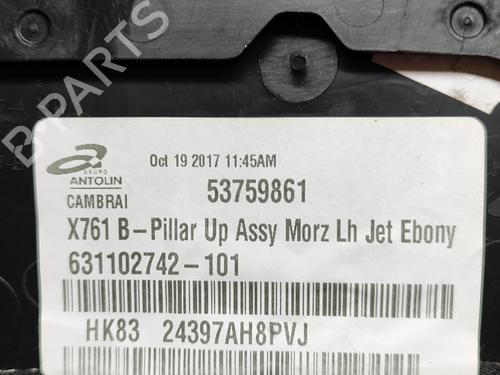 B-PARTS
GRUPO
ANTOLIN
CAMBRAI
Oct 19 2017 11:45AM
53759861
X761 B-Pillar Up Assy Morz Lh Jet Ebony
631102742-101
HK83 24397AH8PVJ